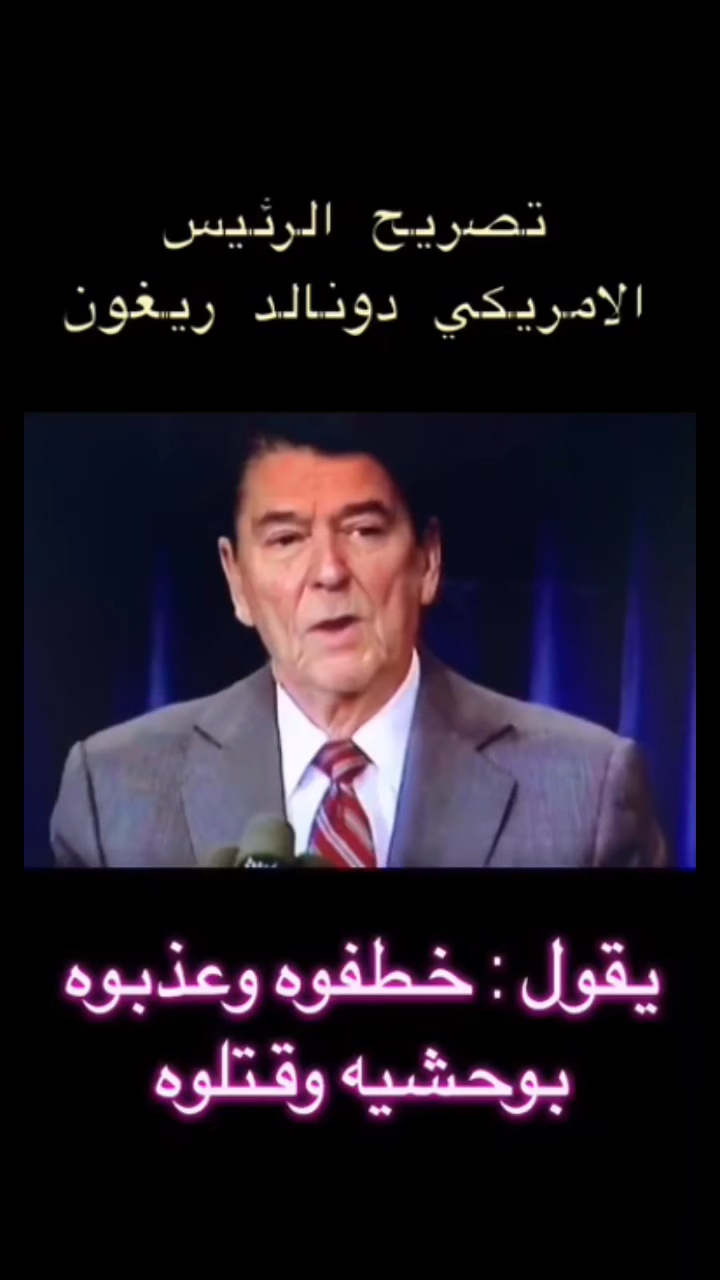 تصريح الرئيس
الامريكي دونالد ريغون
يقول : خطفوه وعذبوه
بوحشيه وقتلوه